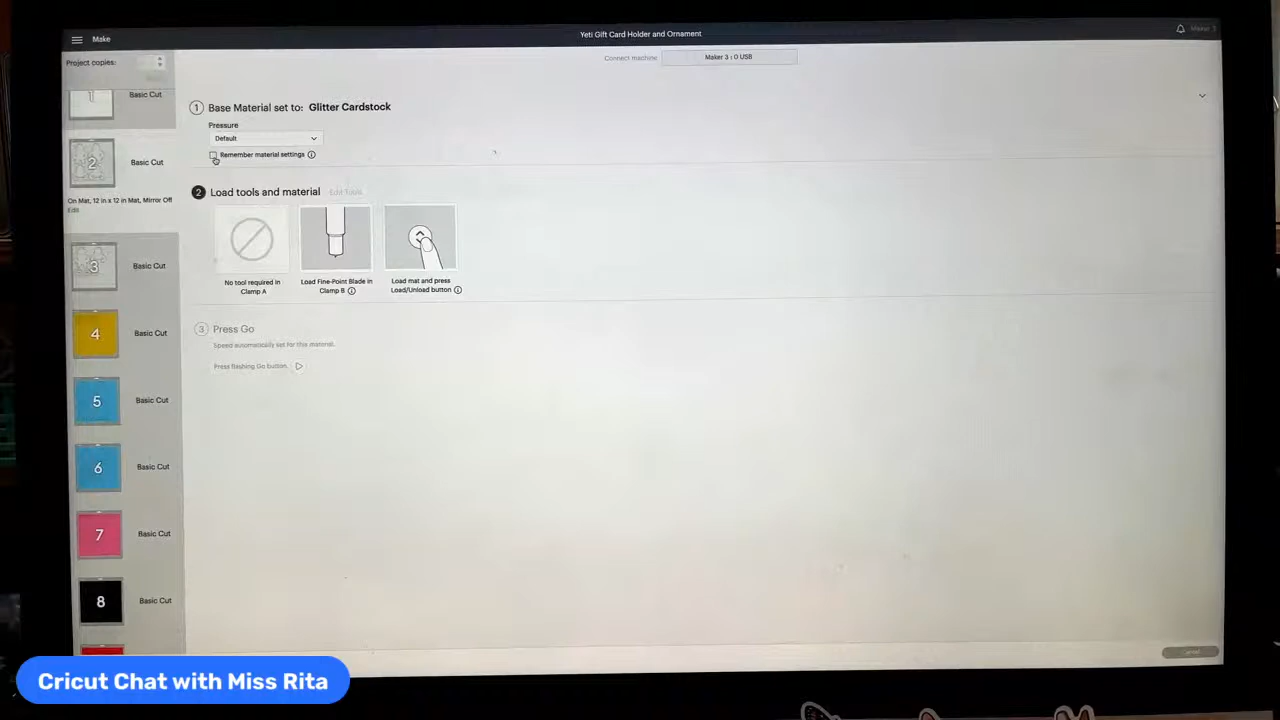 Make
Yeti Gift Card Holder and Ornament
Maker 3
Project copies:
Connect machine
Maker 3 : 0 USB
1
Basic Cut
2
Basic Cut
On Mat, 12 in x 12 in Mat, Mirror Off
Edit
3
Basic Cut
4
Basic Cut
5
Basic Cut
6
Basic Cut
7
Basic Cut
8
Basic Cut
1 Base Material set to: Glitter Cardstock
Pressure
Default
Remember material settings
2 Load tools and material Edit Tools
No tool required in
Clamp A
Load Fine-Point Blade in
Clamp B
Load mat and press
Load/Unload button
3 Press Go
Speed automatically set for this material.
Press flashing Go button.
Cancel
Cricut Chat with Miss Rita